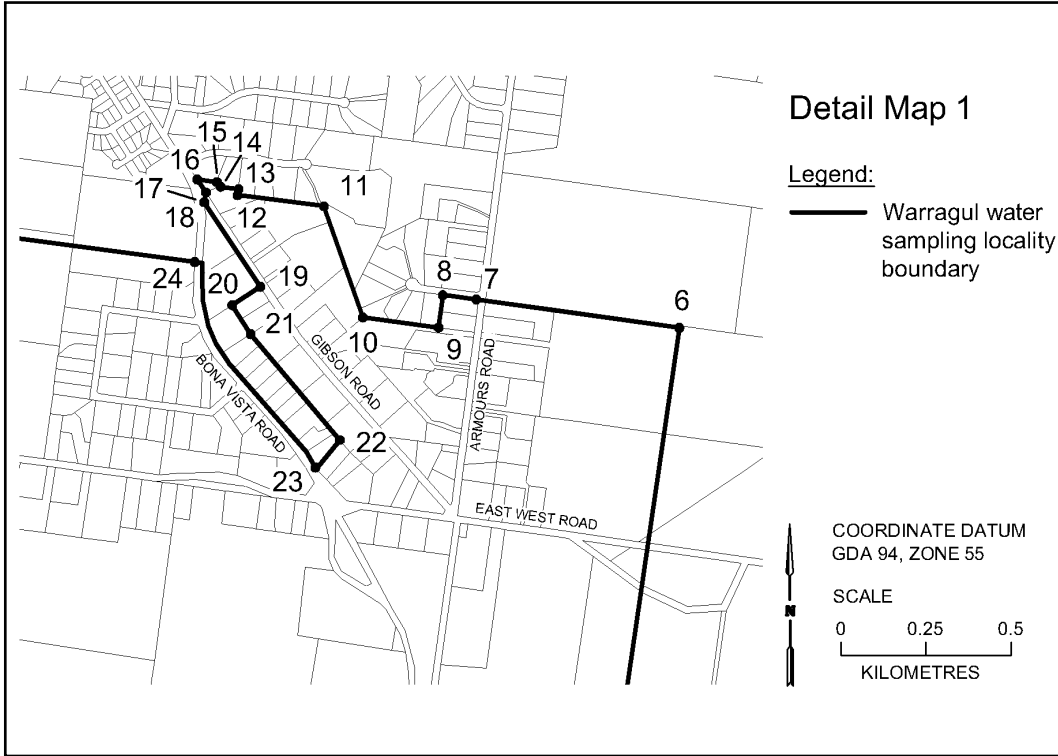 Detail Map 1
Legend:
Warragul water
sampling locality
boundary
15
14
16
13
11
17
12
18
8
7
24
20
19
6
21
10
9
GIBSON ROAD
BONA VISTA ROAD
ARMOURS ROAD
22
23
EAST WEST ROAD
COORDINATE DATUM
GDA 94, ZONE 55
N
SCALE
0 0.25 0.5
KILOMETRES